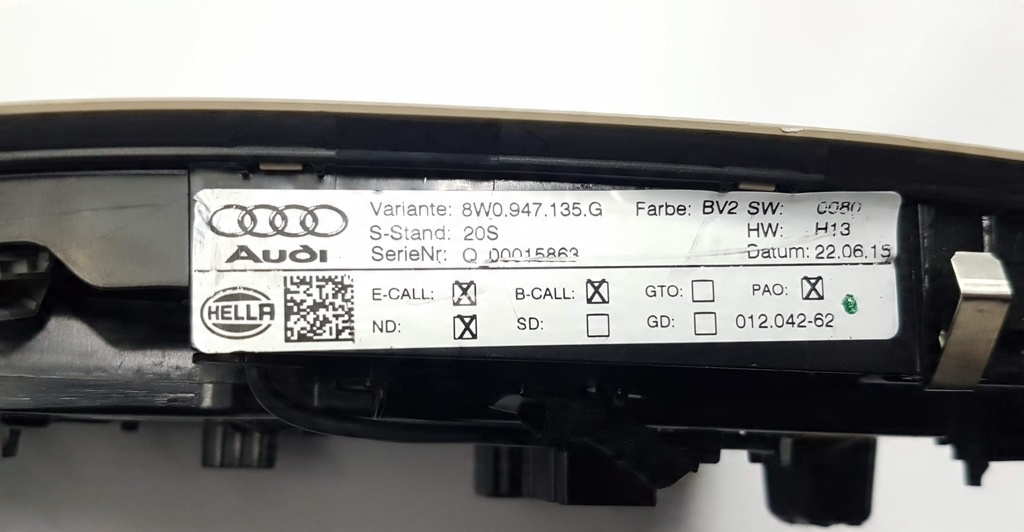 Audi
Variante: 8W0.947.135.G Farbe: BV2 SW: 0080
S-Stand: 20S HW: H13
SerieNr: Q 00015863 Datum: 22.06.15
HELLA
E-CALL: B-CALL: GTO: PAO:
ND: SD: GD: 012.042-62